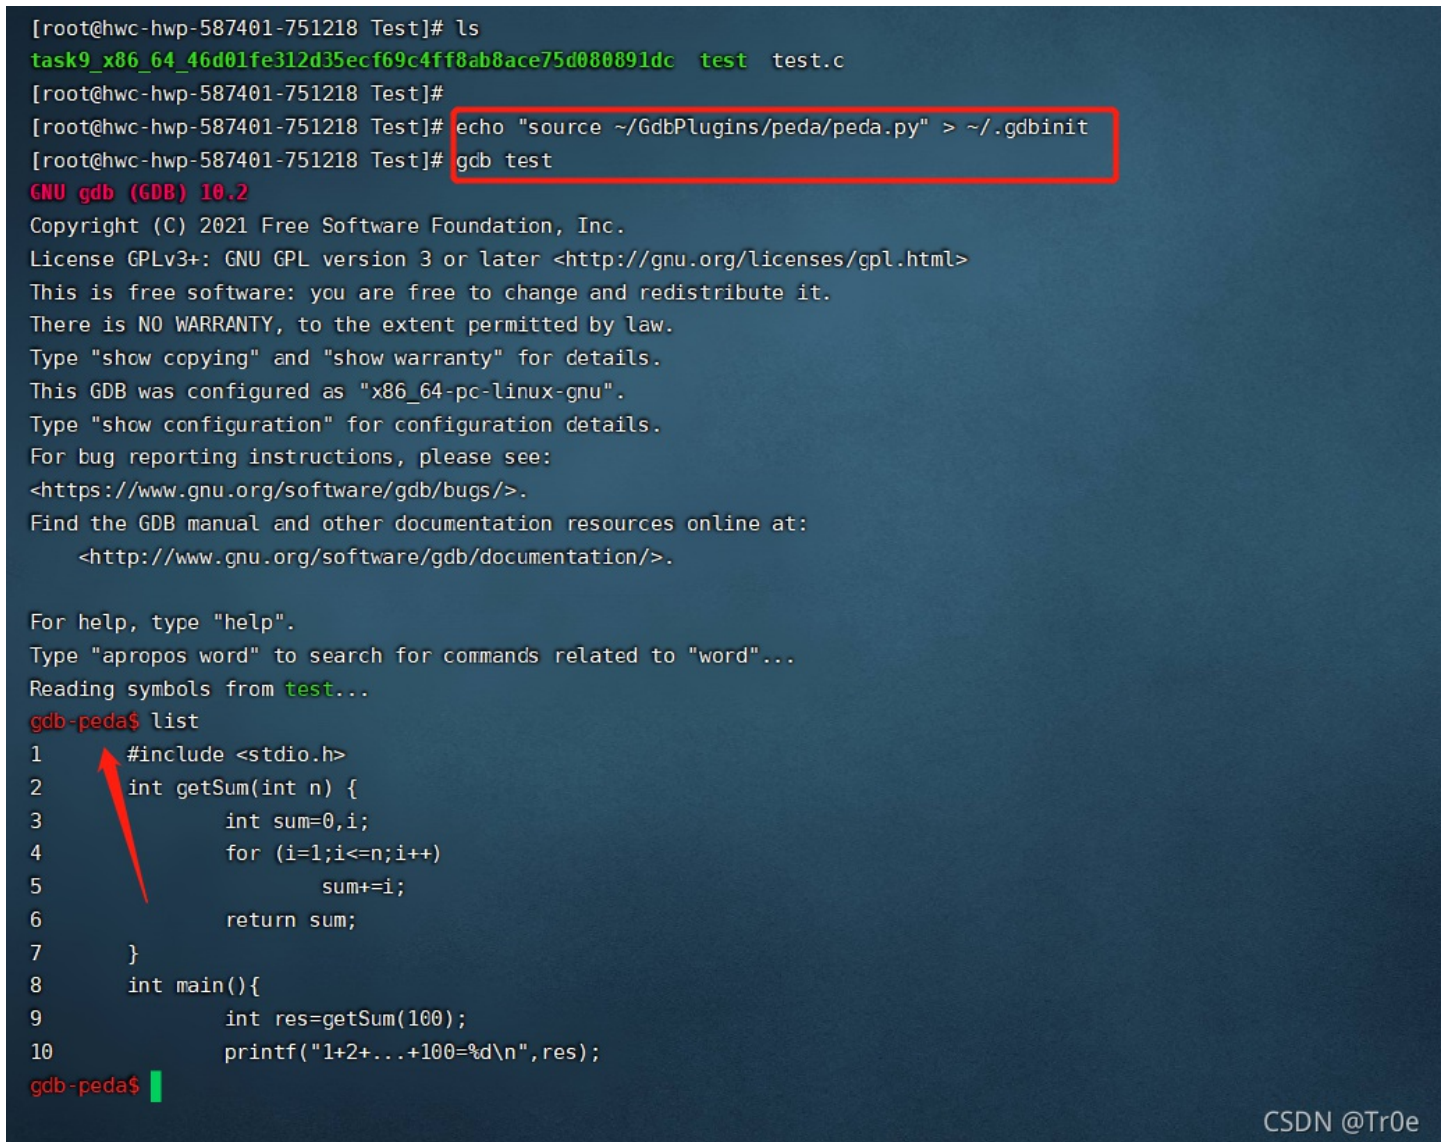 [root@hwc-hwp-587401-751218 Test]# ls
task9_x86_64_46d01fe312d35ecf69c4ff8ab8ace75d080891dc  test  test.c
[root@hwc-hwp-587401-751218 Test]#
[root@hwc-hwp-587401-751218 Test]# echo "source ~/GdbPlugins/peda/peda.py" > ~/.gdbinit
[root@hwc-hwp-587401-751218 Test]# gdb test
GNU gdb (GDB) 10.2
Copyright (C) 2021 Free Software Foundation, Inc.
License GPLv3+: GNU GPL version 3 or later <http://gnu.org/licenses/gpl.html>
This is free software: you are free to change and redistribute it.
There is NO WARRANTY, to the extent permitted by law.
Type "show copying" and "show warranty" for details.
This GDB was configured as "x86_64-pc-linux-gnu".
Type "show configuration" for configuration details.
For bug reporting instructions, please see:
<https://www.gnu.org/software/gdb/bugs/>.
Find the GDB manual and other documentation resources online at:
    <http://www.gnu.org/software/gdb/documentation/>.

For help, type "help".
Type "apropos word" to search for commands related to "word"...
Reading symbols from test...
gdb-peda$ list
1       #include <stdio.h>
2       int getSum(int n) {
3               int sum=0,i;
4               for (i=1;i<=n;i++)
5                       sum+=i;
6               return sum;
7       }
8       int main(){
9               int res=getSum(100);
10              printf("1+2+...+100=%d\n",res);
gdb-peda$
CSDN @Tr0e